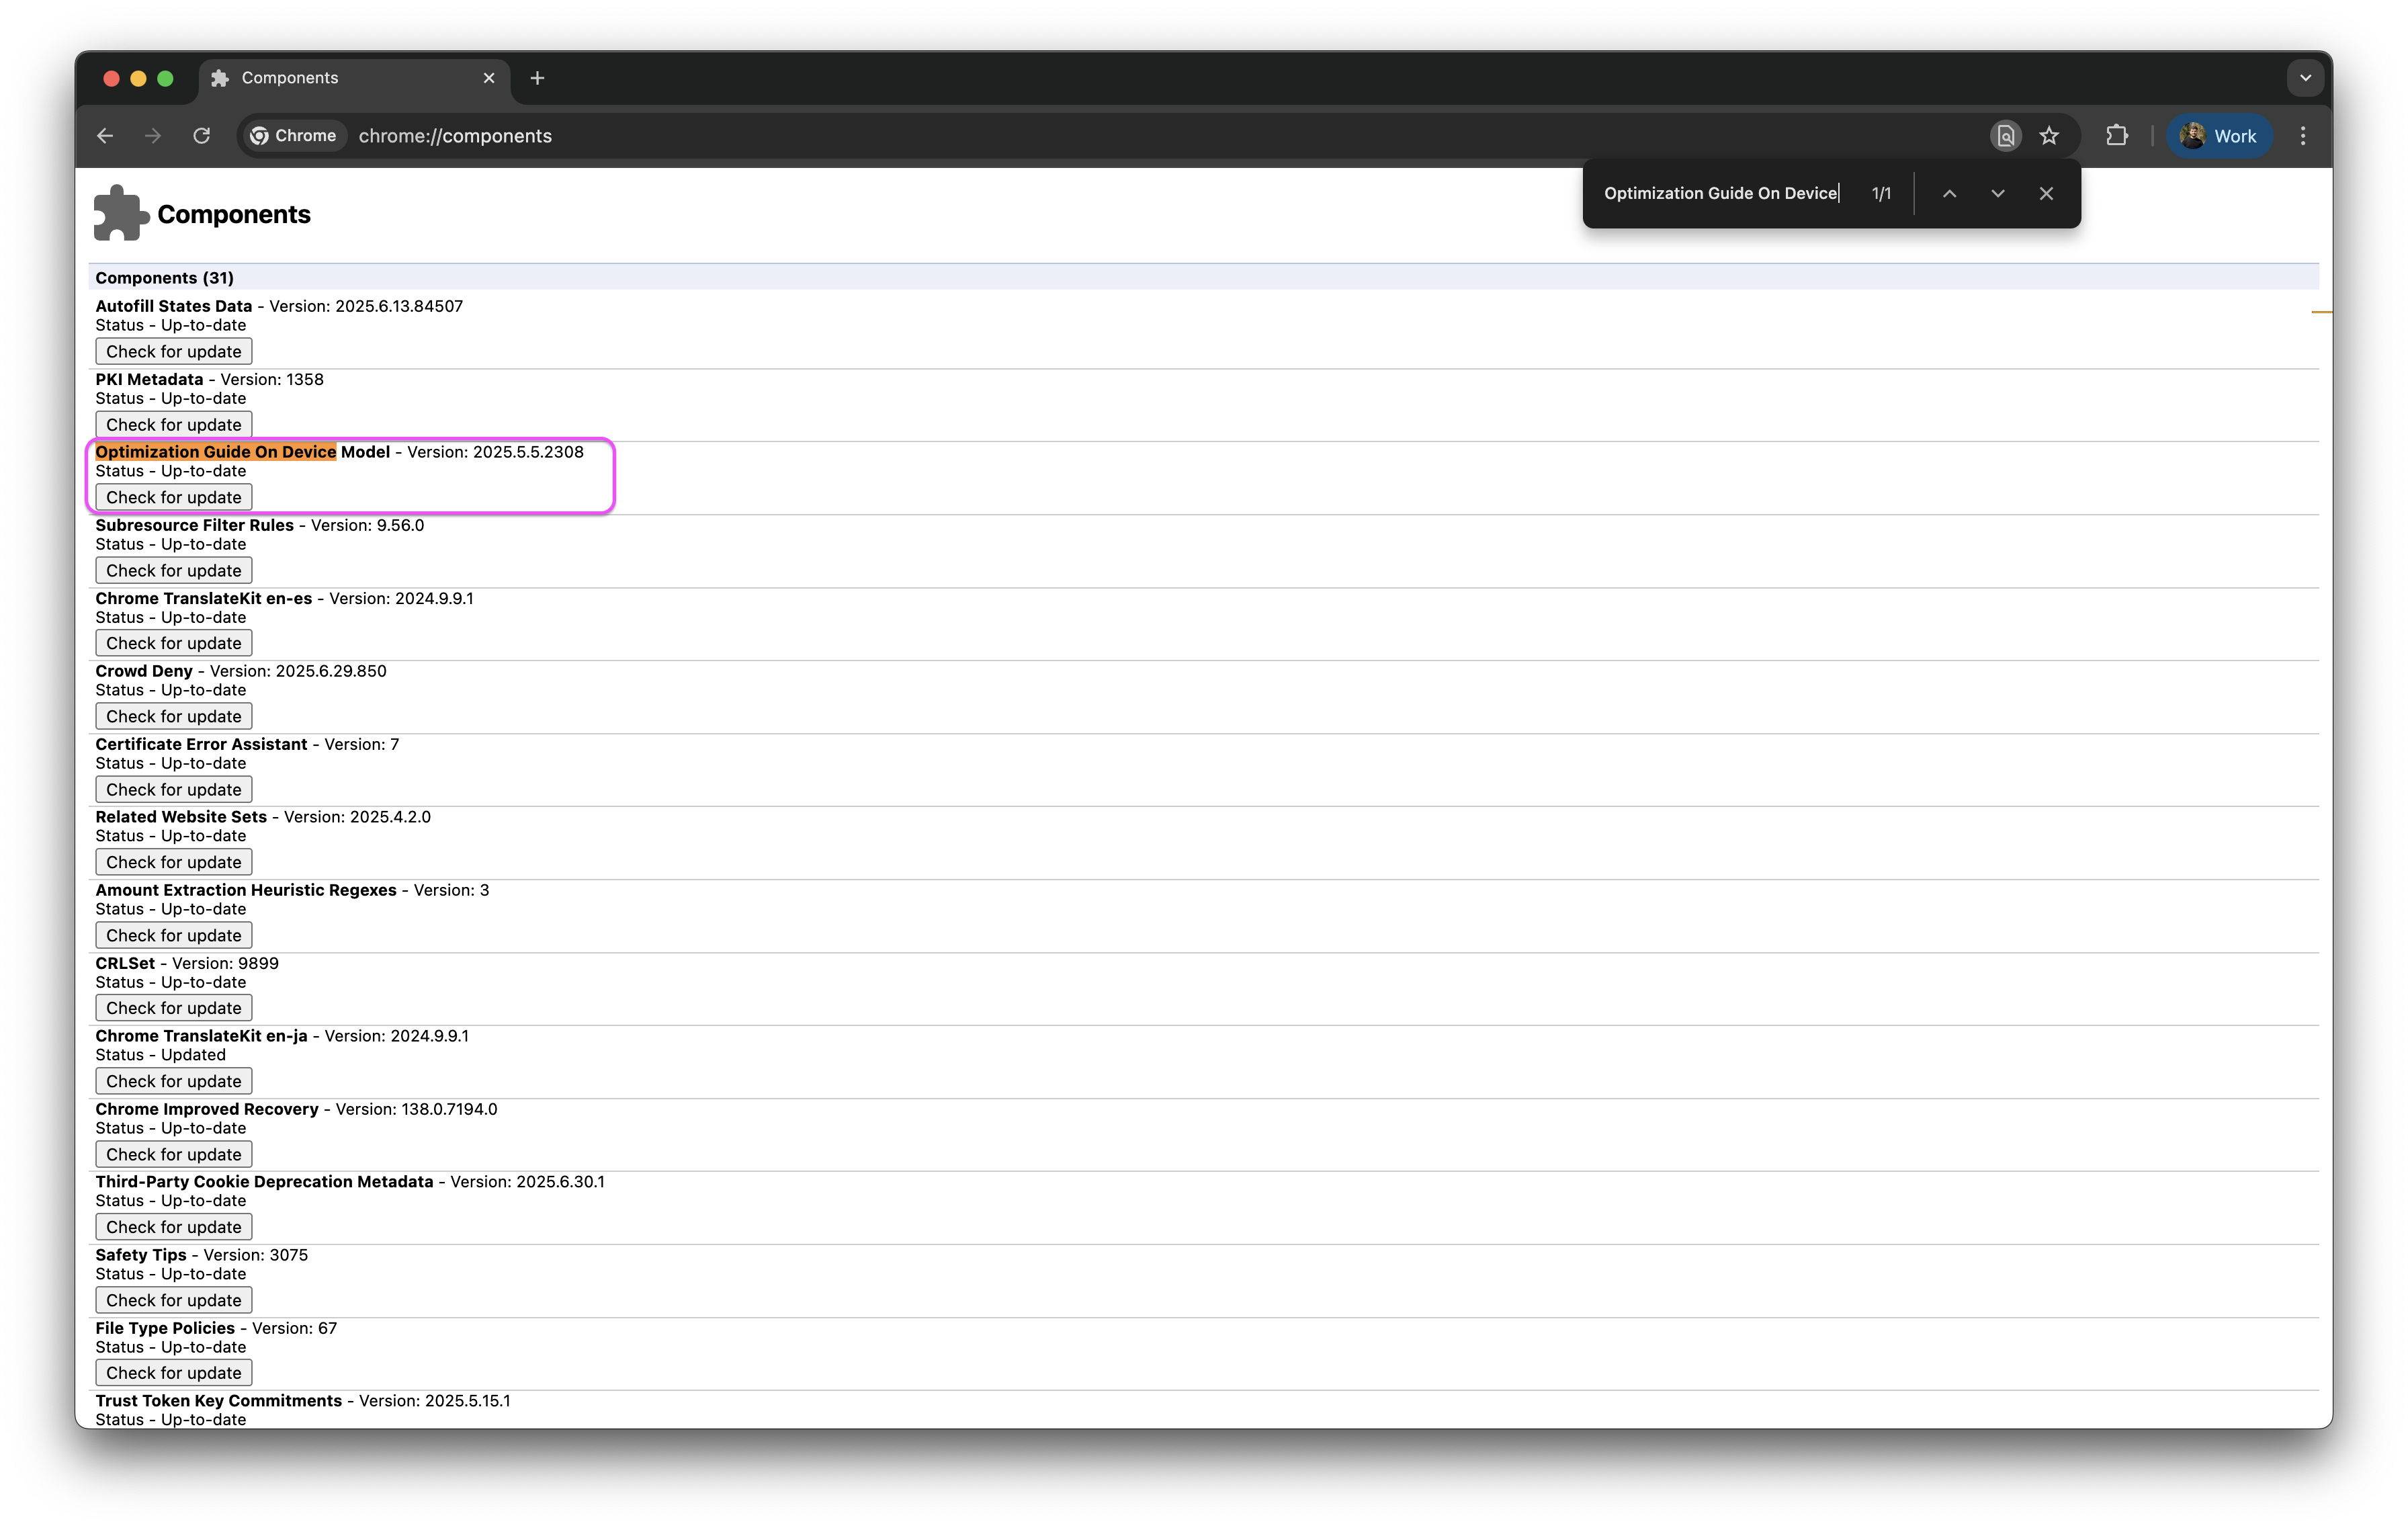 Components
Chrome
chrome://components
Work
Optimization Guide On Device
1/1
Components
Components (31)
Autofill States Data - Version: 2025.6.13.84507
Status - Up-to-date
Check for update
PKI Metadata - Version: 1358
Status - Up-to-date
Check for update
Optimization Guide On Device Model - Version: 2025.5.5.2308
Status - Up-to-date
Check for update
Subresource Filter Rules - Version: 9.56.0
Status - Up-to-date
Check for update
Chrome TranslateKit en-es - Version: 2024.9.9.1
Status - Up-to-date
Check for update
Crowd Deny - Version: 2025.6.29.850
Status - Up-to-date
Check for update
Certificate Error Assistant - Version: 7
Status - Up-to-date
Check for update
Related Website Sets - Version: 2025.4.2.0
Status - Up-to-date
Check for update
Amount Extraction Heuristic Regexes - Version: 3
Status - Up-to-date
Check for update
CRLSet - Version: 9899
Status - Up-to-date
Check for update
Chrome TranslateKit en-ja - Version: 2024.9.9.1
Status - Updated
Check for update
Chrome Improved Recovery - Version: 138.0.7194.0
Status - Up-to-date
Check for update
Third-Party Cookie Deprecation Metadata - Version: 2025.6.30.1
Status - Up-to-date
Check for update
Safety Tips - Version: 3075
Status - Up-to-date
Check for update
File Type Policies - Version: 67
Status - Up-to-date
Check for update
Trust Token Key Commitments - Version: 2025.5.15.1
Status - Up-to-date